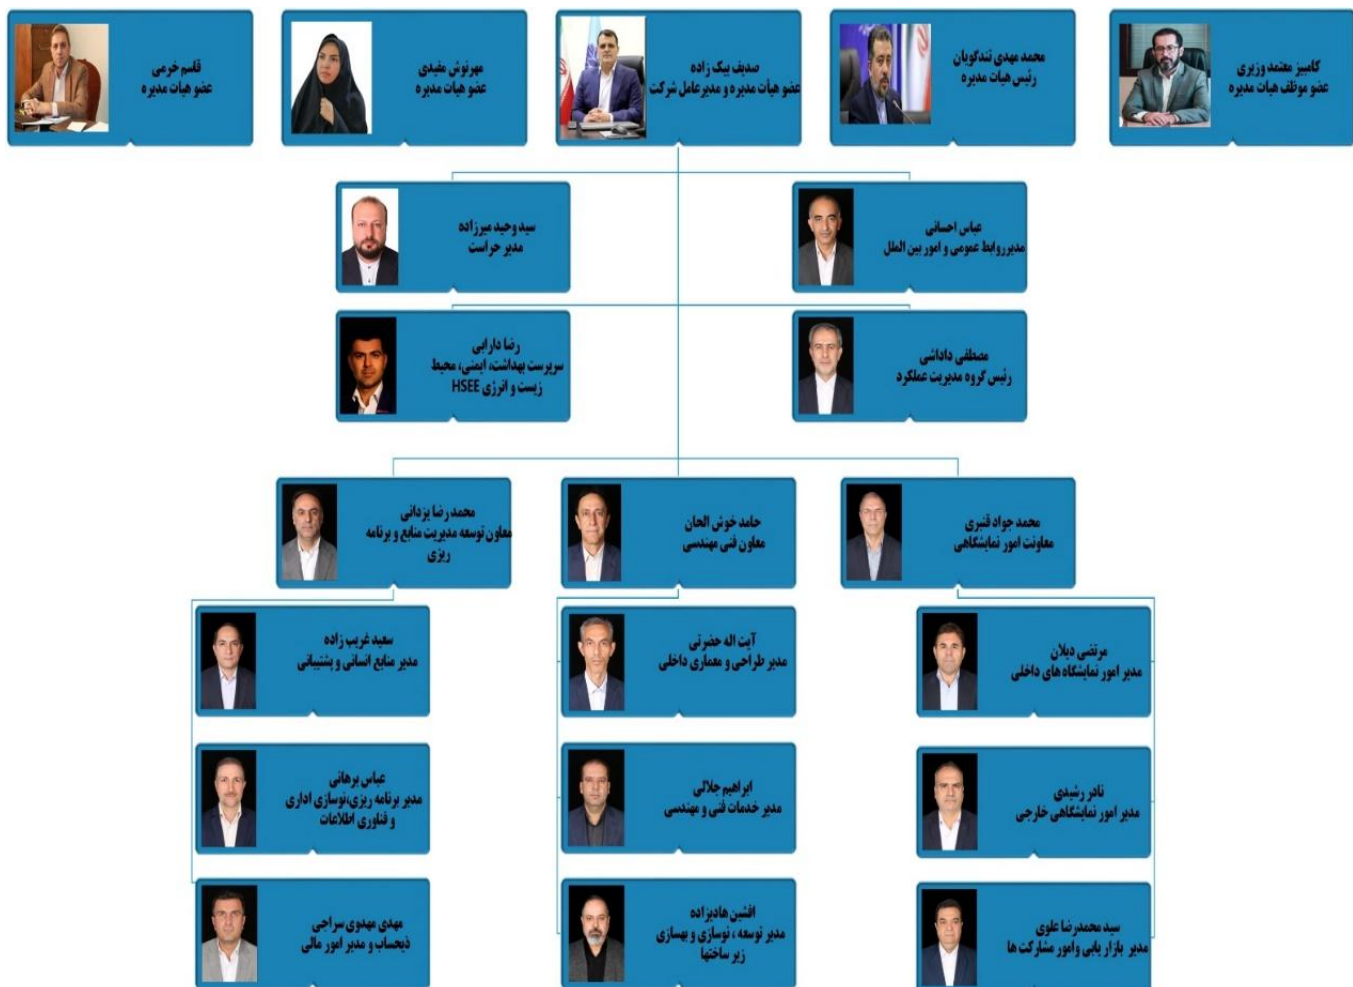 کامبیز معتمد وزیری
عضو موظف هیات مدیره
محمد مهدی تندگویان
رئیس هیات مدیره
صدیف بیک زاده
عضو هیأت مدیره و مدیرعامل شرکت
مهرنوش مفیدی
عضو هیات مدیره
قاسم خرمی
عضو هیات مدیره
عباس احسانی
مدیرروابط عمومی و امور بین الملل
سید وحید میرزاده
مدیر حراست
مصطفی داداشی
رئیس گروه مدیریت عملکرد
رضا دارابی
سرپرست بهداشت، ایمنی، محیط
زیست و انرژی HSEE
محمد جواد قنبری
معاونت امور نمایشگاهی
حامد خوش الحان
معاون فنی مهندسی
محمد رضا یزدانی
معاون توسعه مدیریت منابع و برنامه
ریزی
مرتضی دیلان
مدیر امور نمایشگاه های داخلی
آیت اله حضرتی
مدیر طراحی و معماری داخلی
سعید غریب زاده
مدیر منابع انسانی و پشتیبانی
نادر رشیدی
مدیر امور نمایشگاهی خارجی
ابراهیم جلالی
مدیر خدمات فنی و مهندسی
عباس برهانی
مدیر برنامه ریزی،نوسازی اداری
و فناوری اطلاعات
سید محمدرضا علوی
مدیر بازار یابی وامور مشارکت ها
افشین هادیزاده
مدیر توسعه ، نوسازی و بهسازی
زیر ساختها
مهدی مهدوی سراجی
ذیحساب و مدیر امور مالی